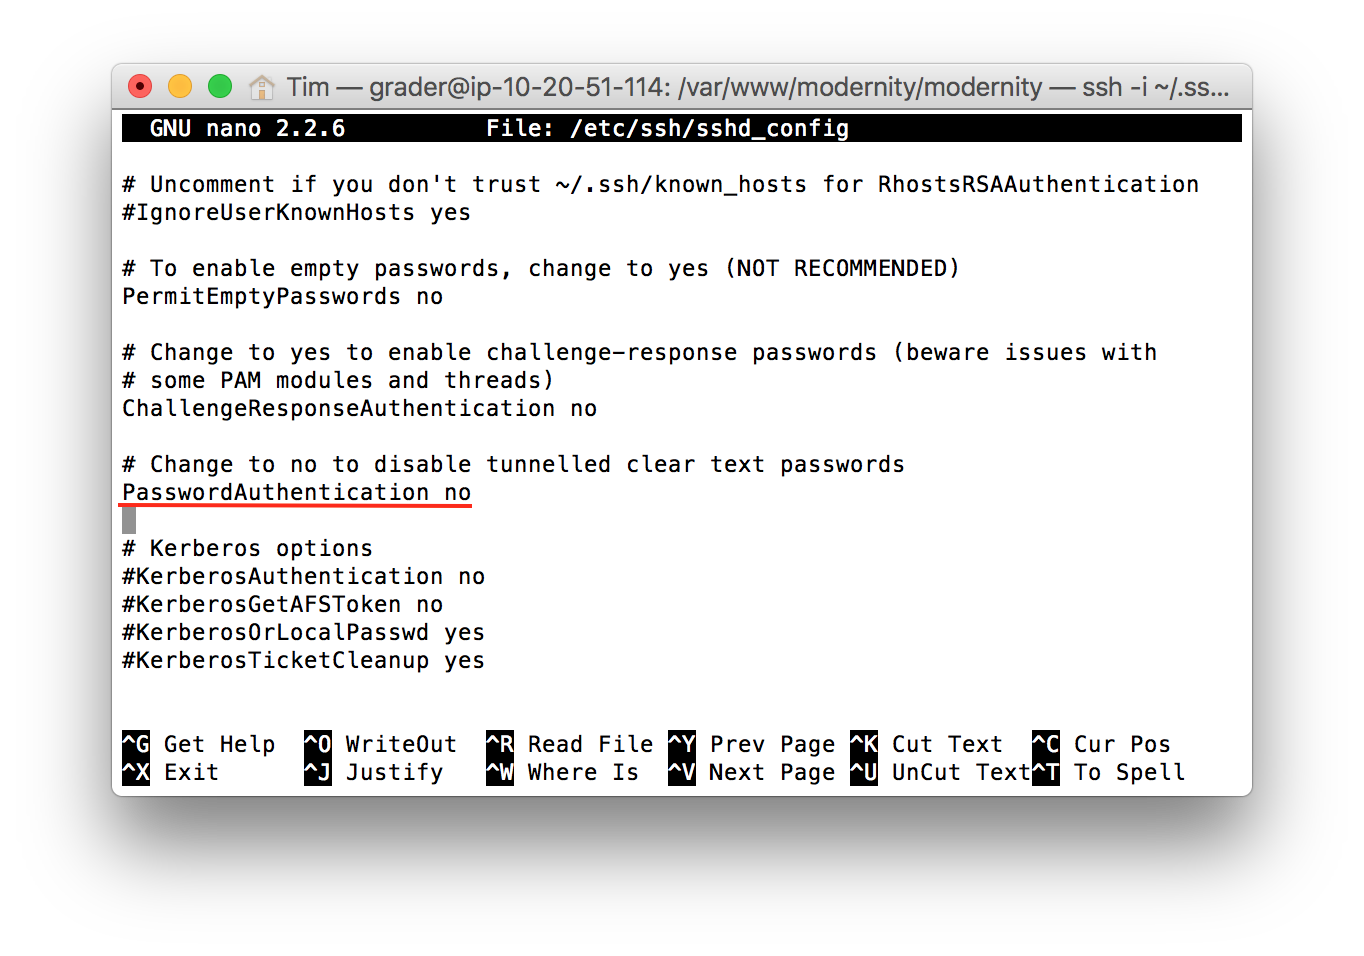 Tim — grader@ip-10-20-51-114: /var/www/modernity/modernity — ssh -i ~/.ss...
GNU nano 2.2.6 File: /etc/ssh/sshd_config
# Uncomment if you don't trust ~/.ssh/known_hosts for RhostsRSAAuthentication
#IgnoreUserKnownHosts yes
# To enable empty passwords, change to yes (NOT RECOMMENDED)
PermitEmptyPasswords no
# Change to yes to enable challenge-response passwords (beware issues with
# some PAM modules and threads)
ChallengeResponseAuthentication no
# Change to no to disable tunnelled clear text passwords
PasswordAuthentication no
# Kerberos options
#KerberosAuthentication no
#KerberosGetAFSToken no
#KerberosOrLocalPasswd yes
#KerberosTicketCleanup yes
^G Get Help ^O WriteOut ^R Read File ^Y Prev Page ^K Cut Text ^C Cur Pos
^X Exit ^J Justify ^W Where Is ^V Next Page ^U UnCut Text ^T To Spell